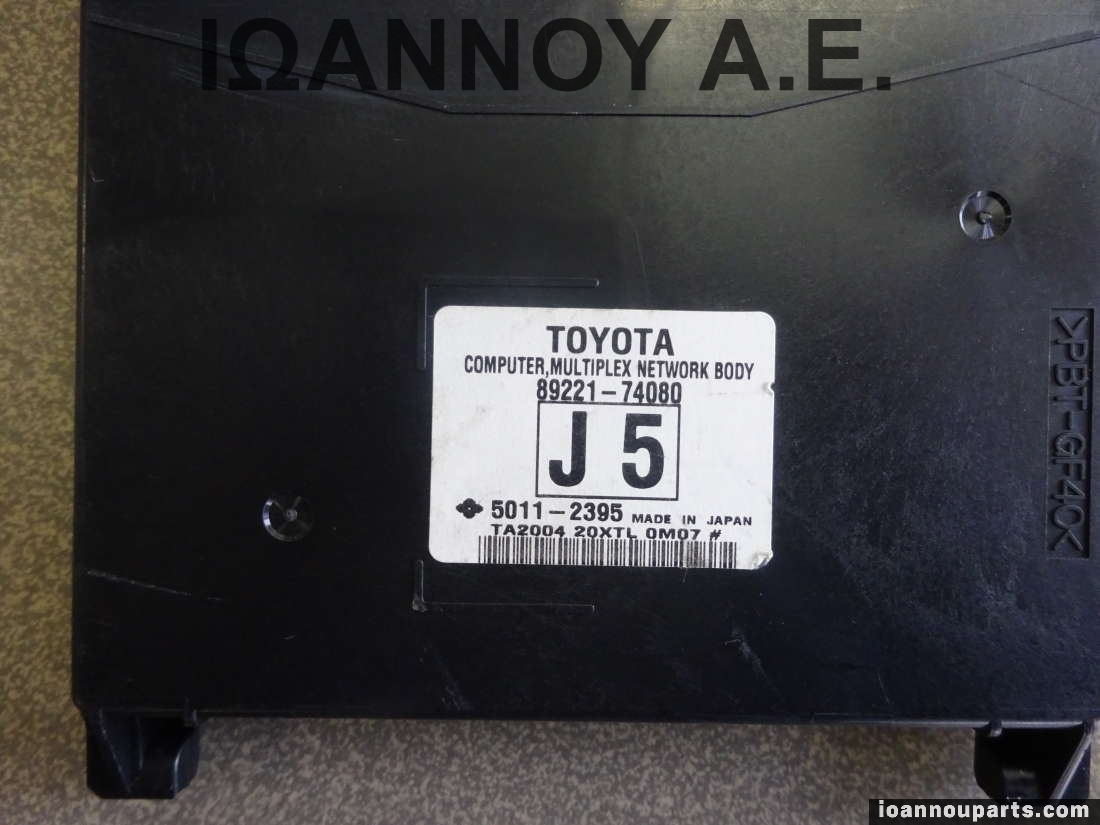 ΙΩΑΝΝΟΥ Α.Ε.
TOYOTA
COMPUTER,MULTIPLEX NETWORK BODY
89221-74080
J 5
5011-2395 MADE IN JAPAN
TA2004 20XTL 0M07 #
>PBT-GF40<
ioannouparts.com